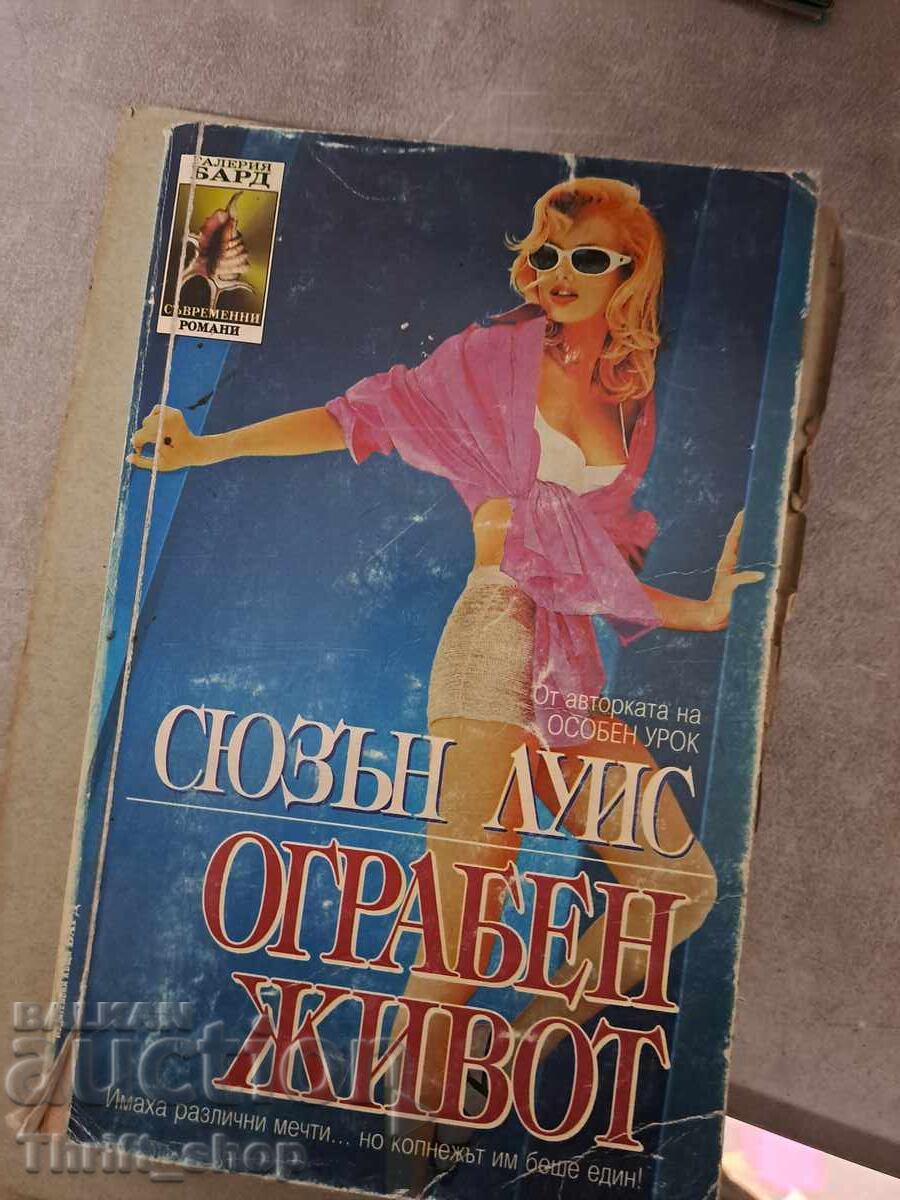 ГАЛЕРИЯ
БАРД
СЪВРЕМЕННИ
РОМАНИ
От авторката на
ОСОБЕН УРОК
СЮЗЪН ЛУИС
ОГРАБЕН
ЖИВОТ
Имаха различни мечти... но копнежът им беше един!
BALKAN
auction
Thrift_shop